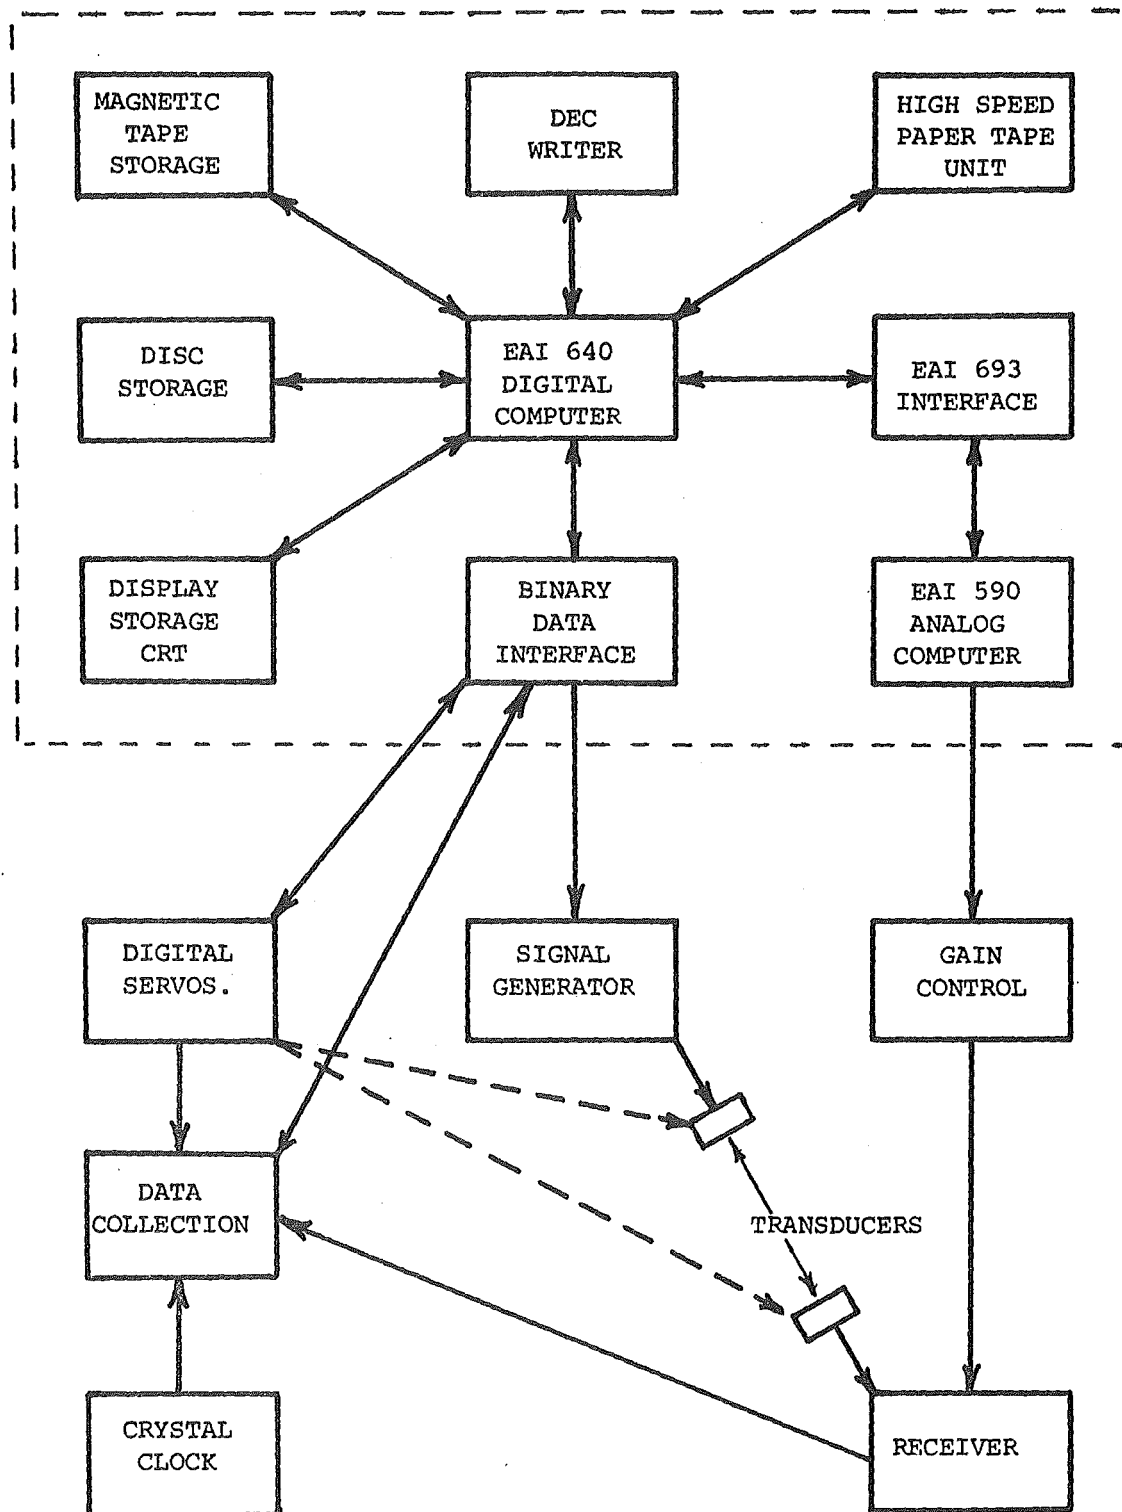 MAGNETIC
TAPE
STORAGE
DEC
WRITER
HIGH SPEED
PAPER TAPE
UNIT
DISC
STORAGE
EAI 640
DIGITAL
COMPUTER
EAI 693
INTERFACE
DISPLAY
STORAGE
CRT
BINARY
DATA
INTERFACE
EAI 590
ANALOG
COMPUTER
DIGITAL
SERVOS.
SIGNAL
GENERATOR
GAIN
CONTROL
DATA
COLLECTION
TRANSDUCERS
CRYSTAL
CLOCK
RECEIVER